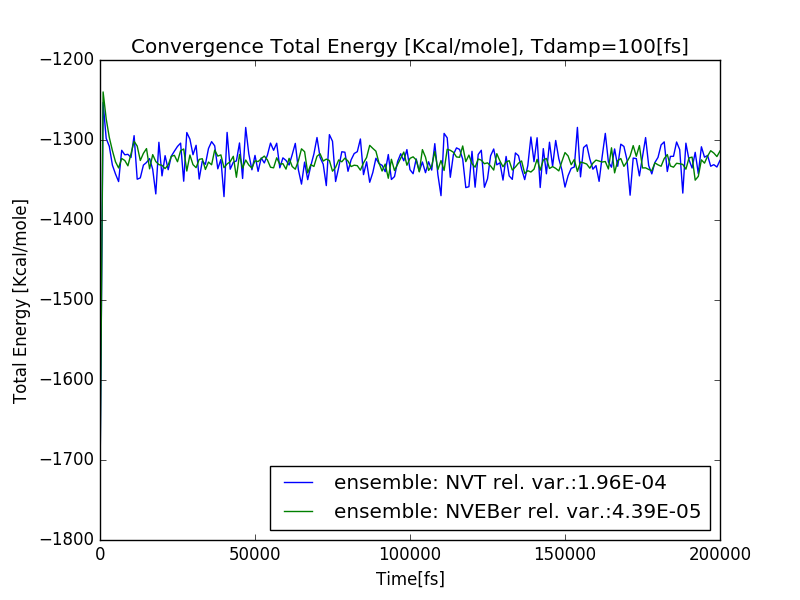 Convergence Total Energy [Kcal/mole], Tdamp=100[fs]
−1200
−1300
−1400
−1500
−1600
−1700
−1800
Total Energy [Kcal/mole]
ensemble: NVT rel. var.:1.96E-04
ensemble: NVEBer rel. var.:4.39E-05
0 50000 100000 150000 200000
Time[fs]